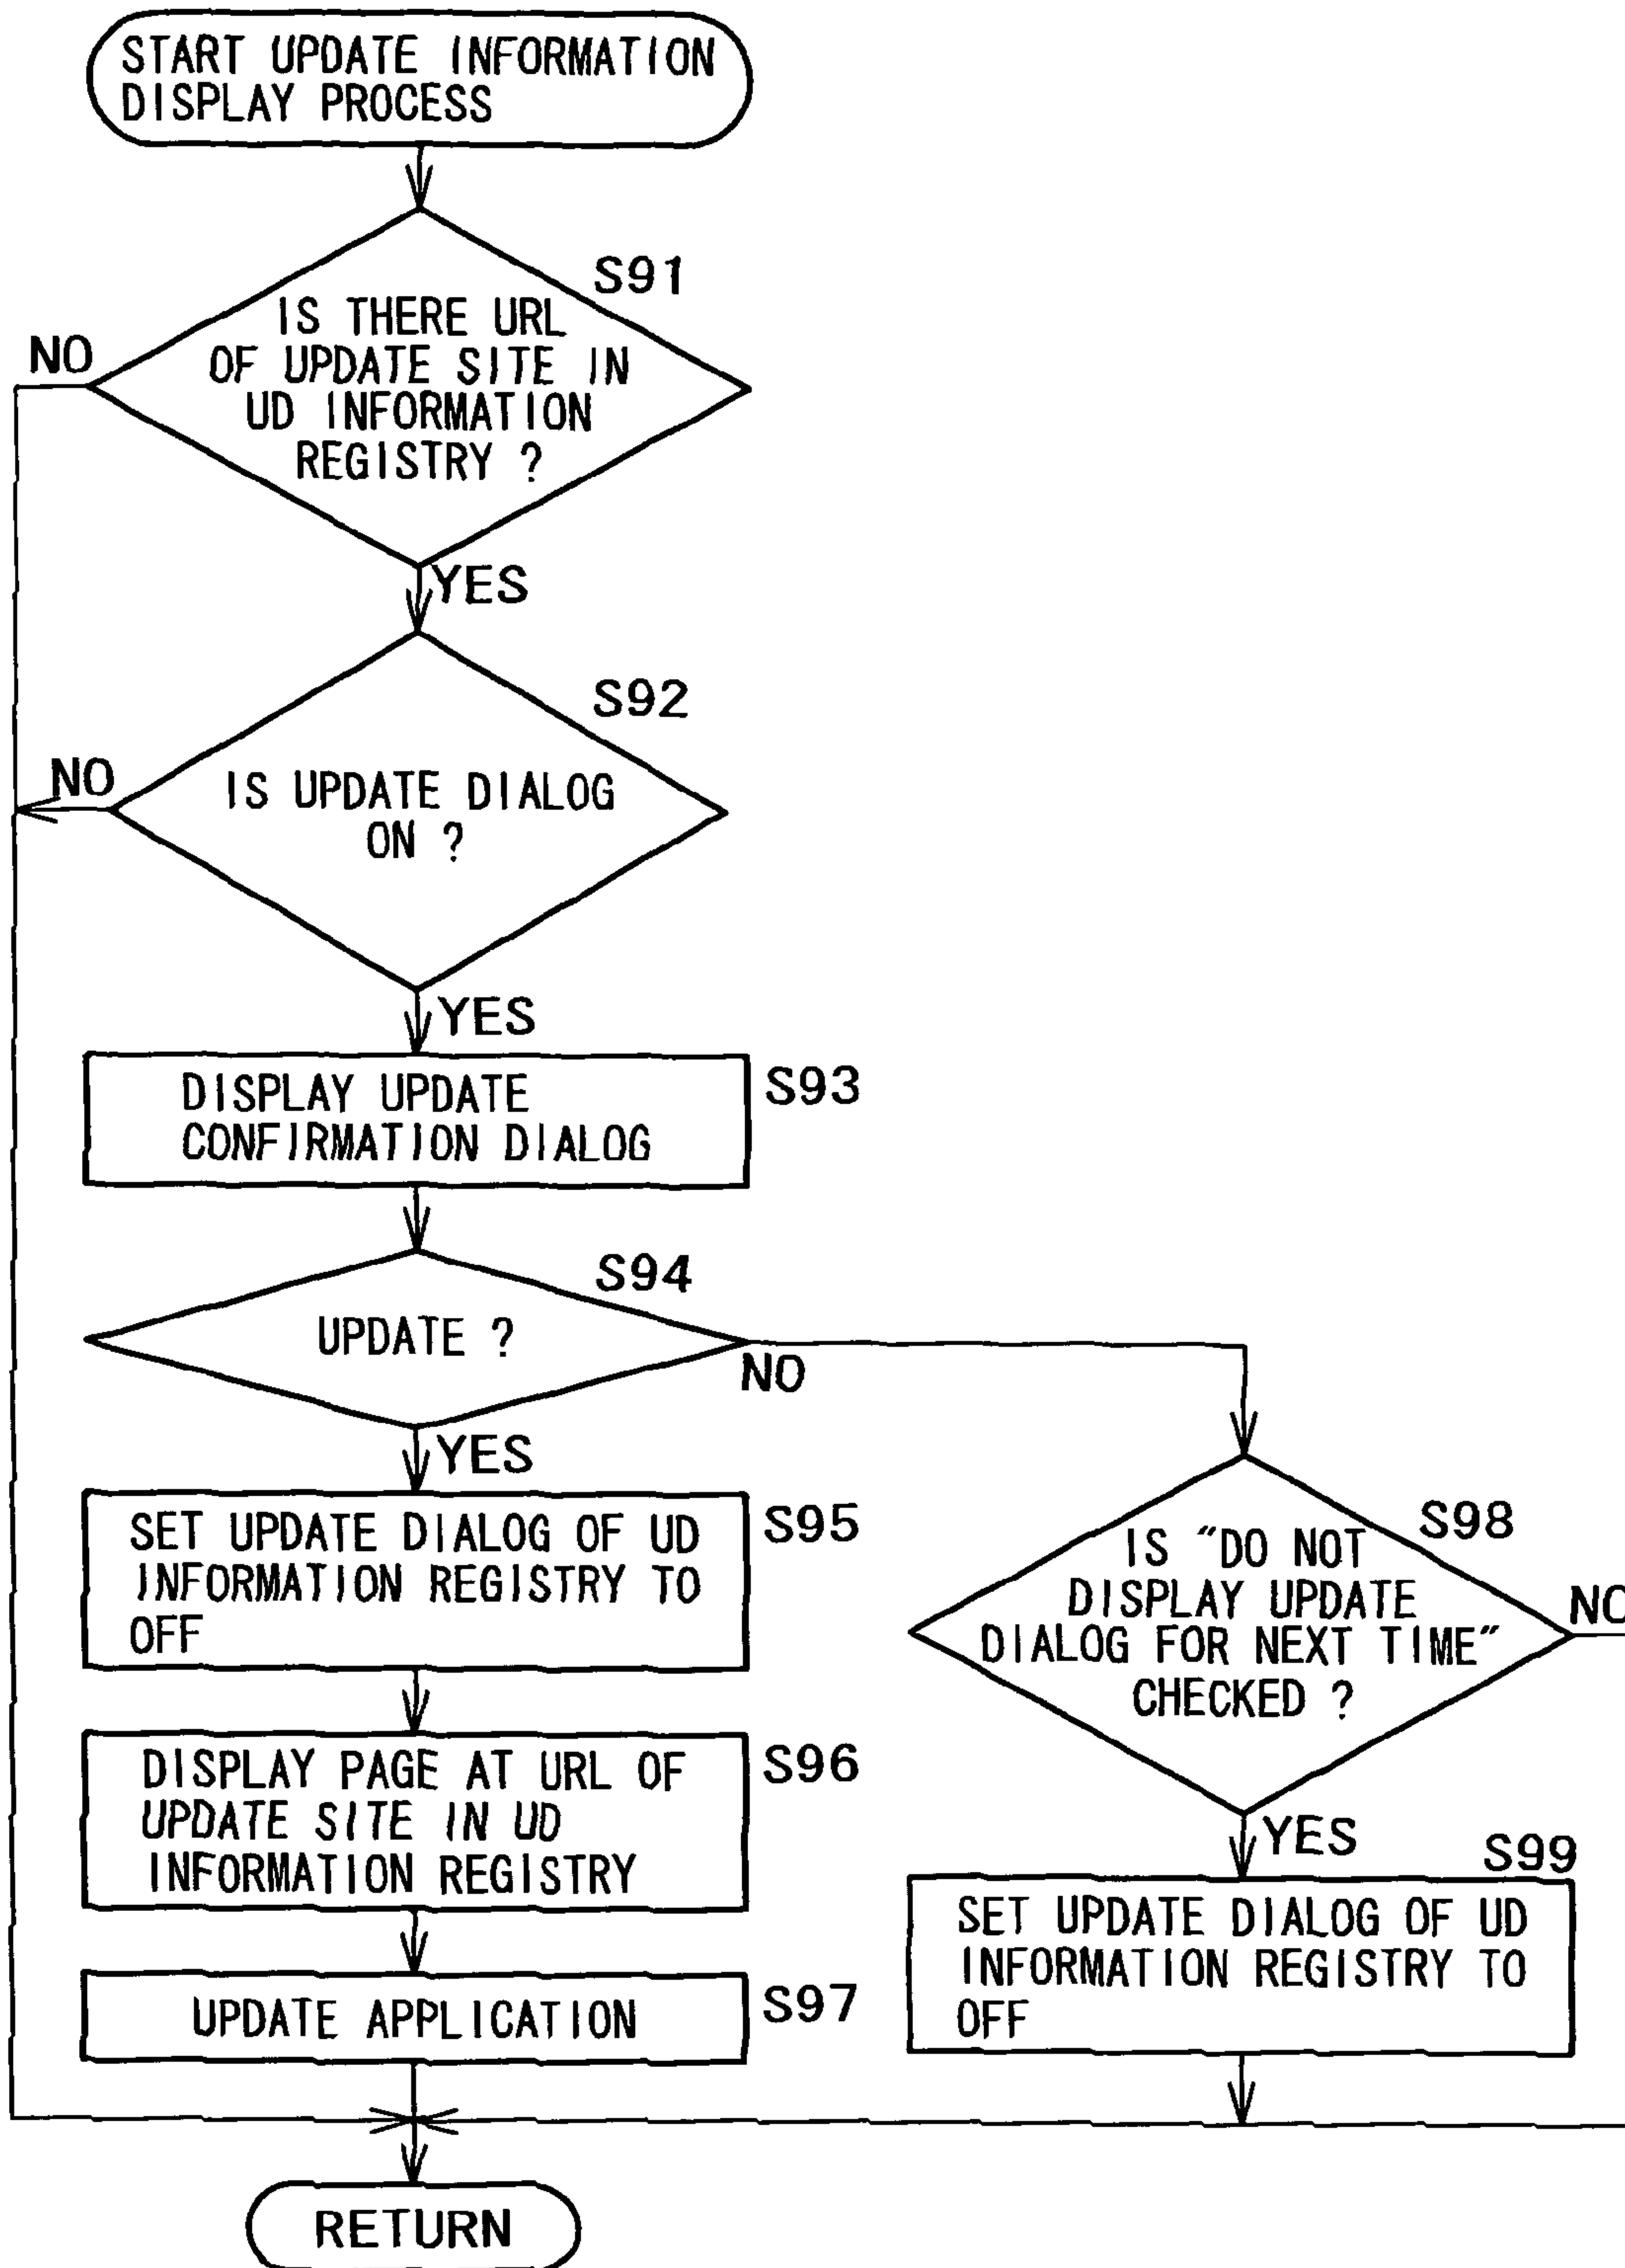 START UPDATE INFORMATION
DISPLAY PROCESS
S91
IS THERE URL
OF UPDATE SITE IN
UD INFORMATION
REGISTRY ?
NO
YES
S92
IS UPDATE DIALOG
ON ?
NO
YES
DISPLAY UPDATE
CONFIRMATION DIALOG
S93
S94
UPDATE ?
NO
YES
SET UPDATE DIALOG OF UD
INFORMATION REGISTRY TO
OFF
S95
DISPLAY PAGE AT URL OF
UPDATE SITE IN UD
INFORMATION REGISTRY
S96
UPDATE APPLICATION
S97
S98
IS "DO NOT
DISPLAY UPDATE
DIALOG FOR NEXT TIME"
CHECKED ?
NO
YES
S99
SET UPDATE DIALOG OF UD
INFORMATION REGISTRY TO
OFF
RETURN